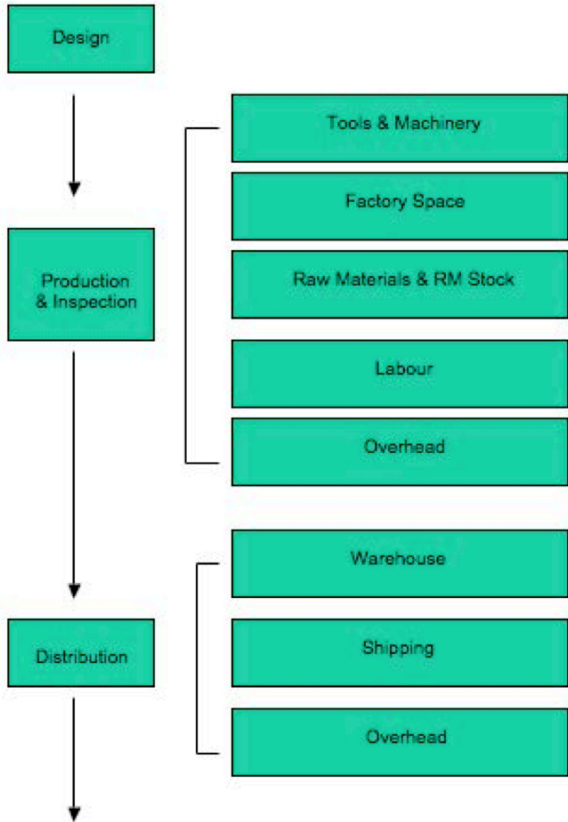 Design
Tools & Machinery
Factory Space
Production
& Inspection
Raw Materials & RM Stock
Labour
Overhead
Warehouse
Distribution
Shipping
Overhead